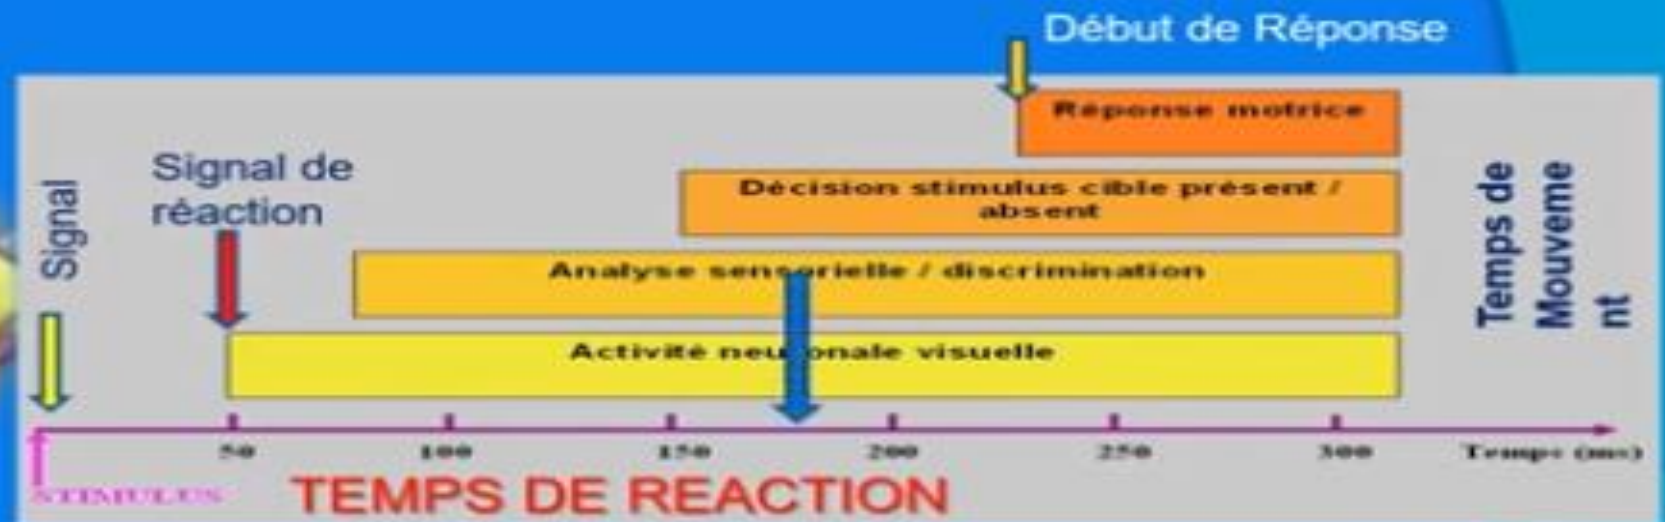 Début de Réponse
Réponse motrice
Signal de
réaction
Signal
Décision stimulus cible présent /
absent
Analyse sensorielle / discrimination
Activité neuronale visuelle
Temps de
Mouveme
nt
50 100 150 200 250 300 Temps (ms)
STIMULUS
TEMPS DE REACTION